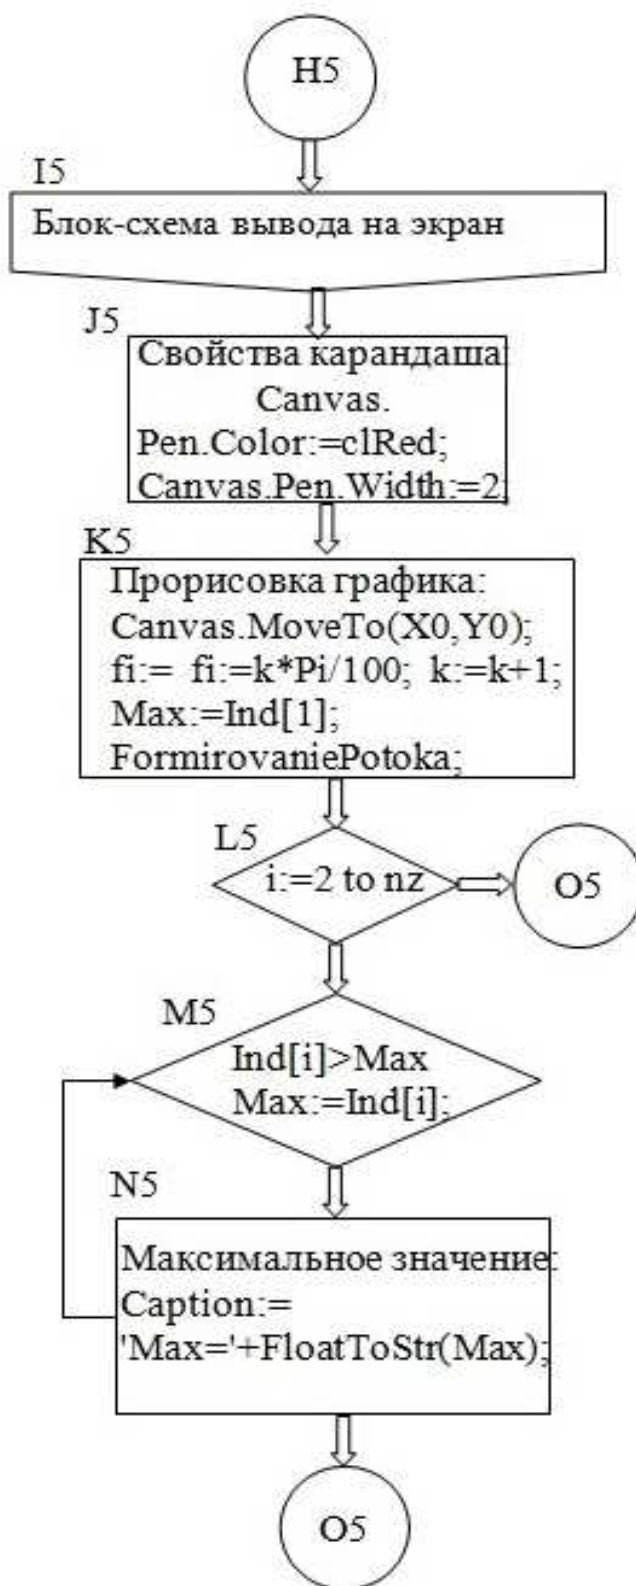 H5
I5
Блок-схема вывода на экран
J5
Свойства карандаша:
Canvas.
Pen.Color:=clRed;
Canvas.Pen.Width:=2;
K5
Прорисовка графика:
Canvas.MoveTo(X0,Y0);
fi:= fi:=k*Pi/100; k:=k+1;
Max:=Ind[1];
FormirovaniePotoka;
L5
i:=2 to nz
O5
M5
Ind[i]>Max
Max:=Ind[i];
N5
Максимальное значение:
Caption:=
'Max='+FloatToStr(Max);
O5